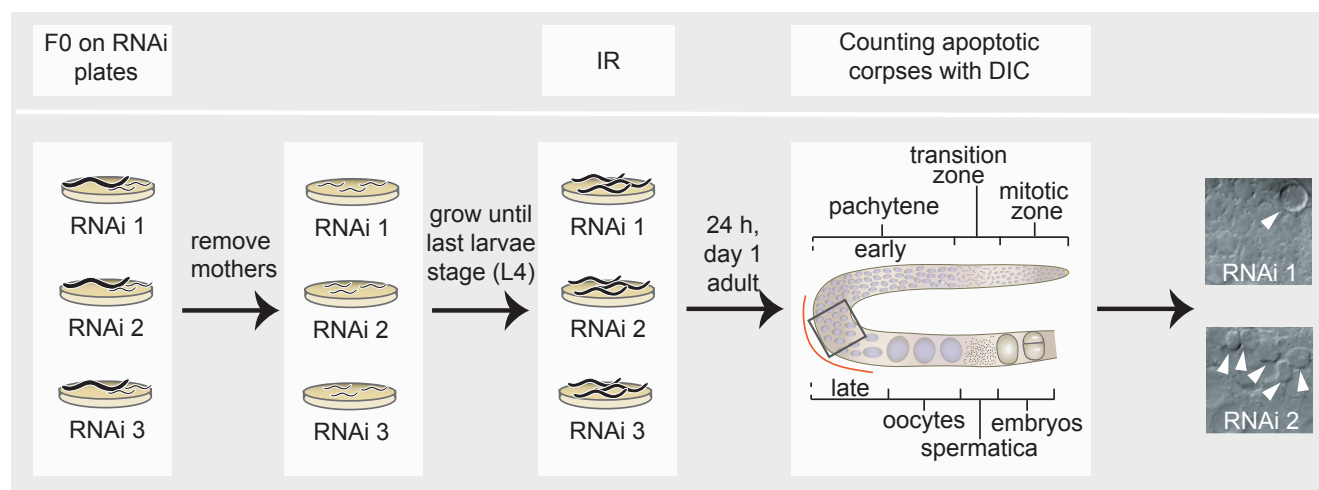 F0 on RNAi
plates
IR
Counting apoptotic
corpses with DIC
RNAi 1
RNAi 2
RNAi 3
remove
mothers
RNAi 1
RNAi 2
RNAi 3
grow until
last larvae
stage (L4)
RNAi 1
RNAi 2
RNAi 3
24 h,
day 1
adult
transition
zone
mitotic
zone
pachytene
early
late
oocytes
spermatica
embryos
RNAi 1
RNAi 2